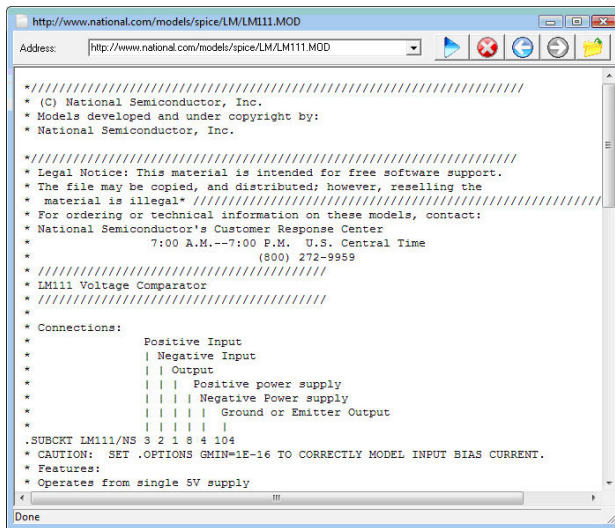 http://www.national.com/models/spice/LM/LM111.MOD
Address: http://www.national.com/models/spice/LM/LM111.MOD
*//////////////////////////////////////////////////////////////////////
* (C) National Semiconductor, Inc.
* Models developed and under copyright by:
* National Semiconductor, Inc.
*/////////////////////////////////////////////////////////////////////
* Legal Notice: This material is intended for free software support.
* The file may be copied, and distributed; however, reselling the
*  material is illegal* //////////////////////////////////////////////////////////
* For ordering or technical information on these models, contact:
* National Semiconductor's Customer Response Center
*                 7:00 A.M.--7:00 P.M.  U.S. Central Time
*                                (800) 272-9959
* /////////////////////////////////////////
* LM111 Voltage Comparator
* /////////////////////////////////////////
*
* Connections:
*                Positive Input
*                | Negative Input
*                | | Output
*                | | |  Positive power supply
*                | | | | Negative Power supply
*                | | | | |  Ground or Emitter Output
*                | | | | |  |
.SUBCKT LM111/NS 3 2 1 8 4 104
* CAUTION:  SET .OPTIONS GMIN=1E-16 TO CORRECTLY MODEL INPUT BIAS CURRENT.
* Features:
* Operates from single 5V supply
Done